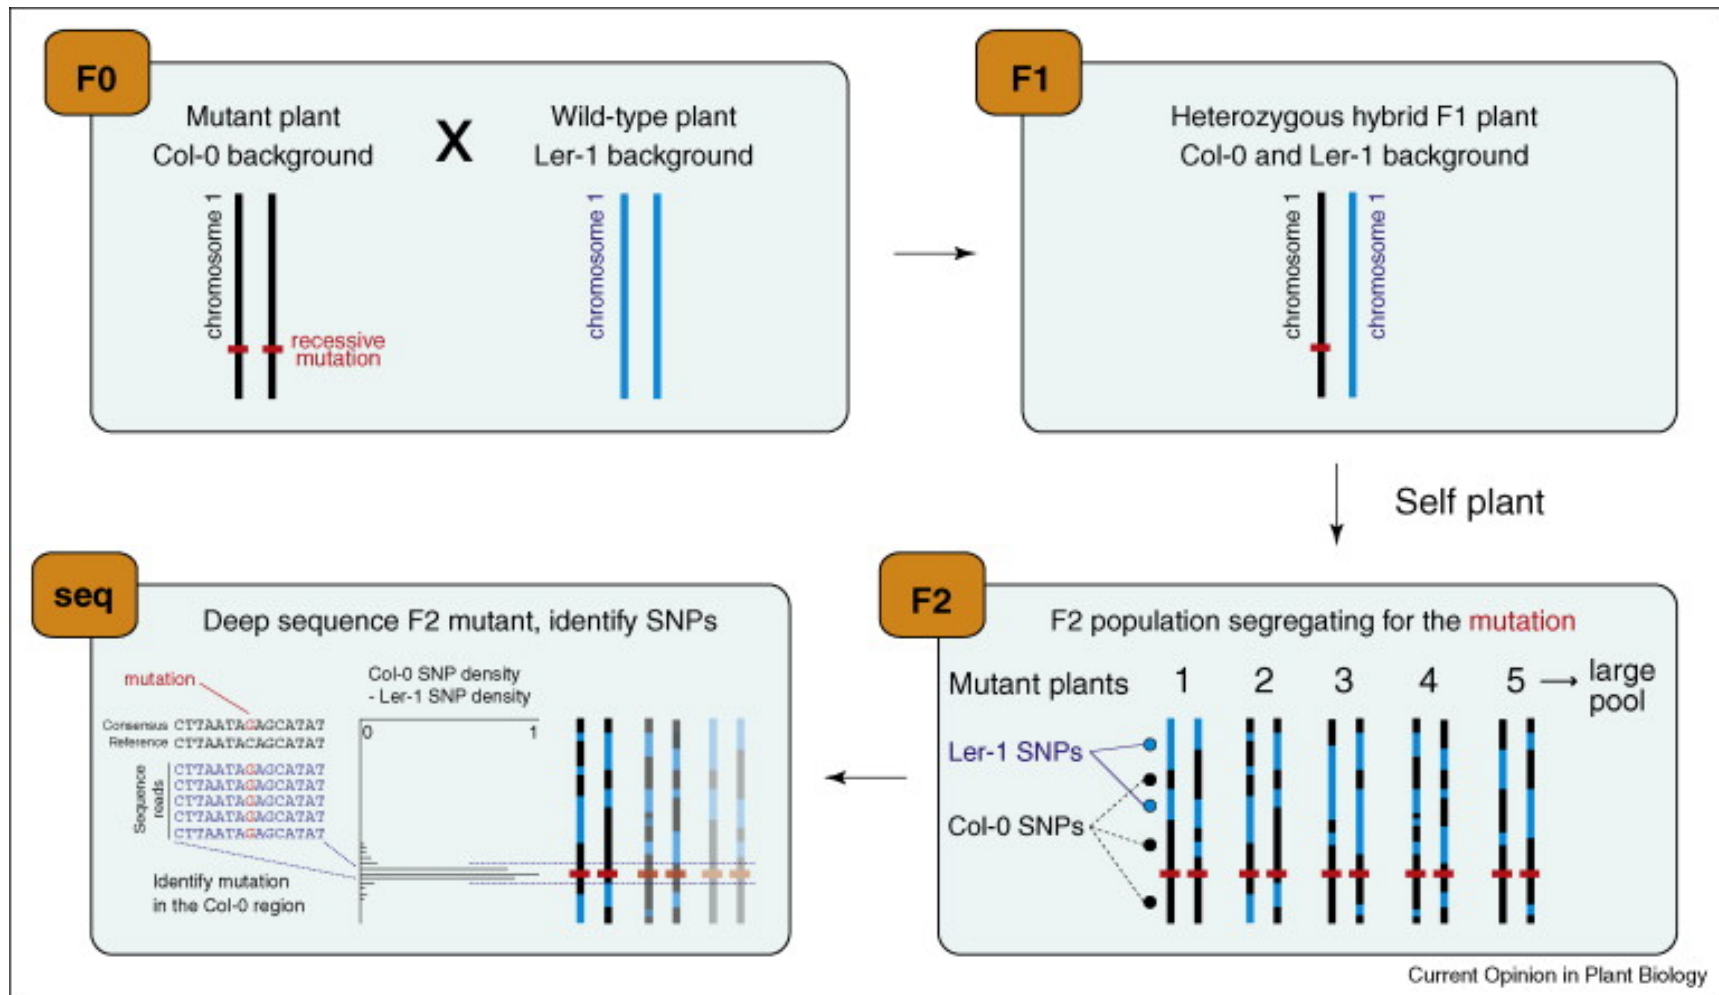 F0
Mutant plant
Col-0 background
X
Wild-type plant
Ler-1 background
chromosome 1
recessive
mutation
chromosome 1
F1
Heterozygous hybrid F1 plant
Col-0 and Ler-1 background
chromosome 1
chromosome 1
Self plant
F2
F2 population segregating for the mutation
Mutant plants 1 2 3 4 5
large
pool
Ler-1 SNPs
Col-0 SNPs
seq
Deep sequence F2 mutant, identify SNPs
mutation
Col-0 SNP density
- Ler-1 SNP density
0 1
Consensus CTTAATAGAGCATAT
Reference CTTAATACAGCATAT
Sequence
reads
CTTAATAGAGCATAT
CTTAATAGAGCATAT
CTTAATAGAGCATAT
CTTAATAGAGCATAT
CTTAATAGAGCATAT
Identify mutation
in the Col-0 region
Current Opinion in Plant Biology